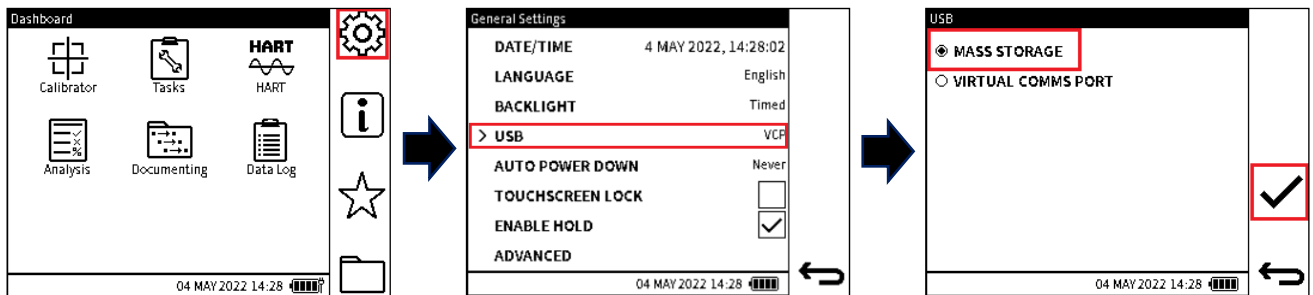 Dashboard
HART
Calibrator Tasks HART
Analysis Documenting Data Log
04 MAY 2022 14:28
General Settings
DATE/TIME 4 MAY 2022, 14:28:02
LANGUAGE English
BACKLIGHT Timed
> USB VCP
AUTO POWER DOWN Never
TOUCHSCREEN LOCK
ENABLE HOLD
ADVANCED
04 MAY 2022 14:28
USB
MASS STORAGE
VIRTUAL COMMS PORT
04 MAY 2022 14:28